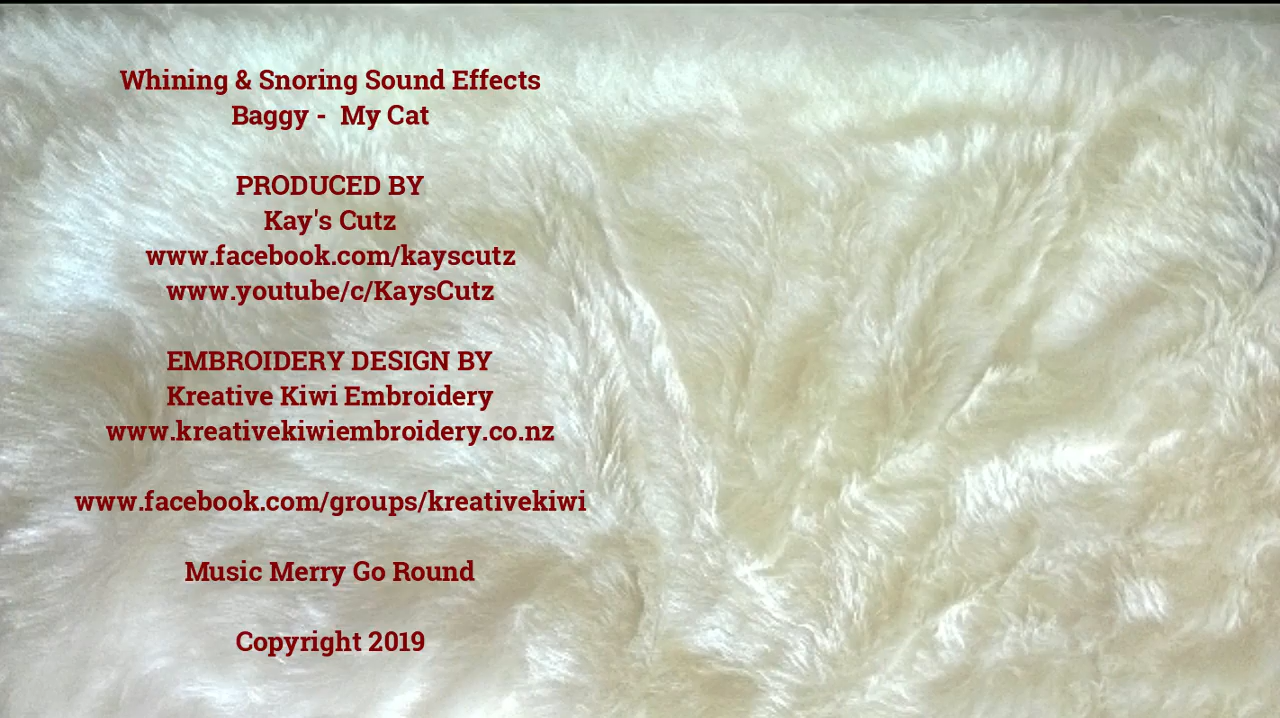 Whining & Snoring Sound Effects
Baggy -  My Cat
PRODUCED BY
Kay's Cutz
www.facebook.com/kayscutz
www.youtube/c/KaysCutz
EMBROIDERY DESIGN BY
Kreative Kiwi Embroidery
www.kreativekiwiembroidery.co.nz
www.facebook.com/groups/kreativekiwi
Music Merry Go Round
Copyright 2019